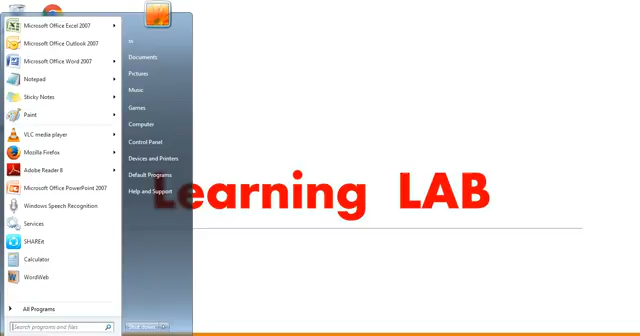 Microsoft Office Excel 2007
Microsoft Office Outlook 2007
Microsoft Office Word 2007
Notepad
Sticky Notes
Paint
VLC media player
Mozilla Firefox
Adobe Reader 8
Microsoft Office PowerPoint 2007
Windows Speech Recognition
Services
SHAREit
Calculator
WordWeb
All Programs
Search programs and files
ss
Documents
Pictures
Music
Games
Computer
Control Panel
Devices and Printers
Default Programs
Help and Support
Shut down
Learning LAB